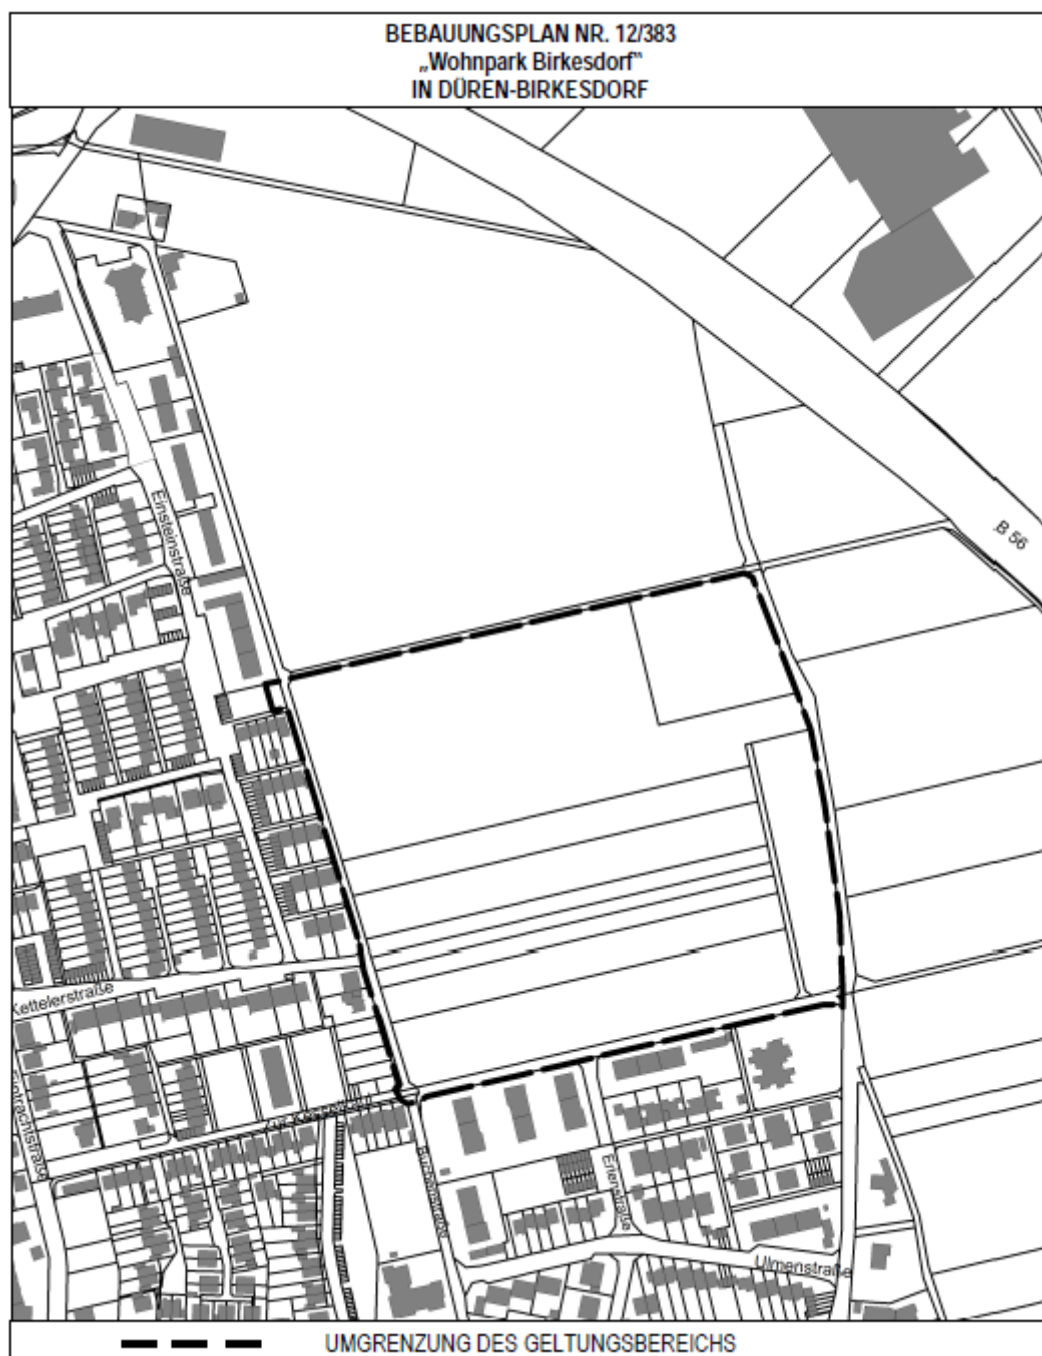 BEBAUUNGSPLAN NR. 12/383
„Wohnpark Birkesdorf"
IN DÜREN-BIRKESDORF
B 56
Einsteinstraße
Kettelerstraße
Erlenstraße
Ulmenstraße
UMGRENZUNG DES GELTUNGSBEREICHS